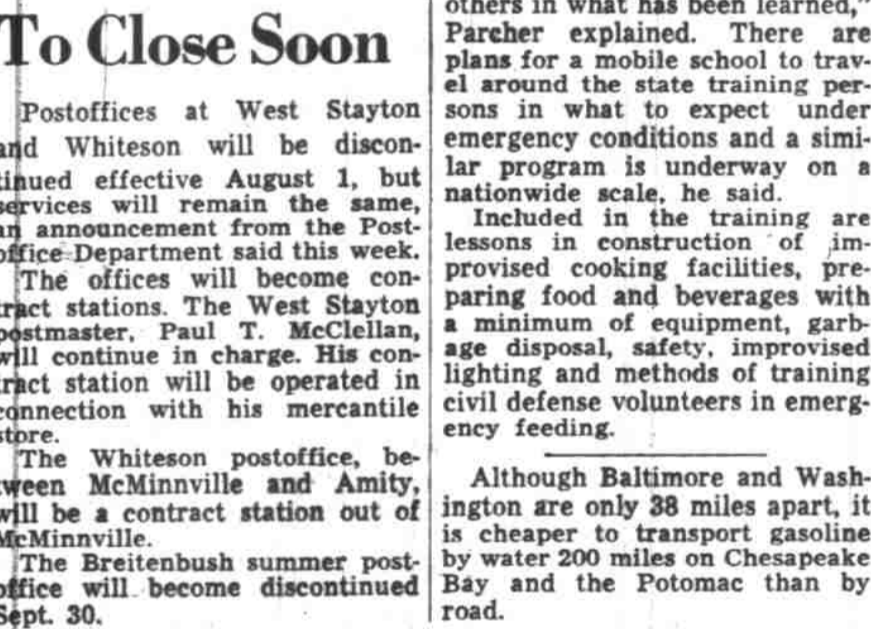 To Close Soon
Postoffices at West Stayton
and Whiteson will be discon-
tinued effective August 1, but
services will remain the same,
an announcement from the Post-
office Department said this week.
The offices will become con-
tract stations. The West Stayton
postmaster, Paul T. McClellan,
will continue in charge. His con-
tract station will be operated in
connection with his mercantile
store.
The Whiteson postoffice, be-
tween McMinnville and Amity,
will be a contract station out of
McMinnville.
The Breitenbush summer post-
office will become discontinued
Sept. 30.
others in what has been learned,"
Parcher explained. There are
plans for a mobile school to trav-
el around the state training per-
sons in what to expect under
emergency conditions and a simi-
lar program is underway on a
nationwide scale, he said.
Included in the training are
lessons in construction of im-
provised cooking facilities, pre-
paring food and beverages with
a minimum of equipment, garb-
age disposal, safety, improvised
lighting and methods of training
civil defense volunteers in emerg-
ency feeding.
Although Baltimore and Wash-
ington are only 38 miles apart, it
is cheaper to transport gasoline
by water 200 miles on Chesapeake
Bay and the Potomac than by
road.